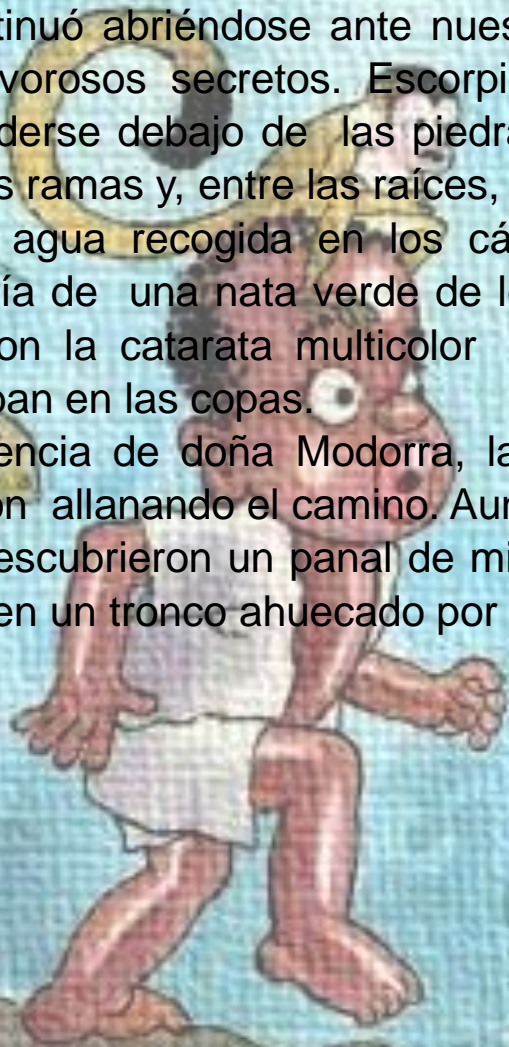 tinuó abriéndose ante nues
vorosos secretos. Escorpi
derse debajo de las piedra
s ramas y, entre las raíces,
agua recogida en los cá
ía de una nata verde de l
on la catarata multicolor
ban en las copas.
encia de doña Modorra, la
on allanando el camino. Aun
descubrieron un panal de mi
en un tronco ahuecado por